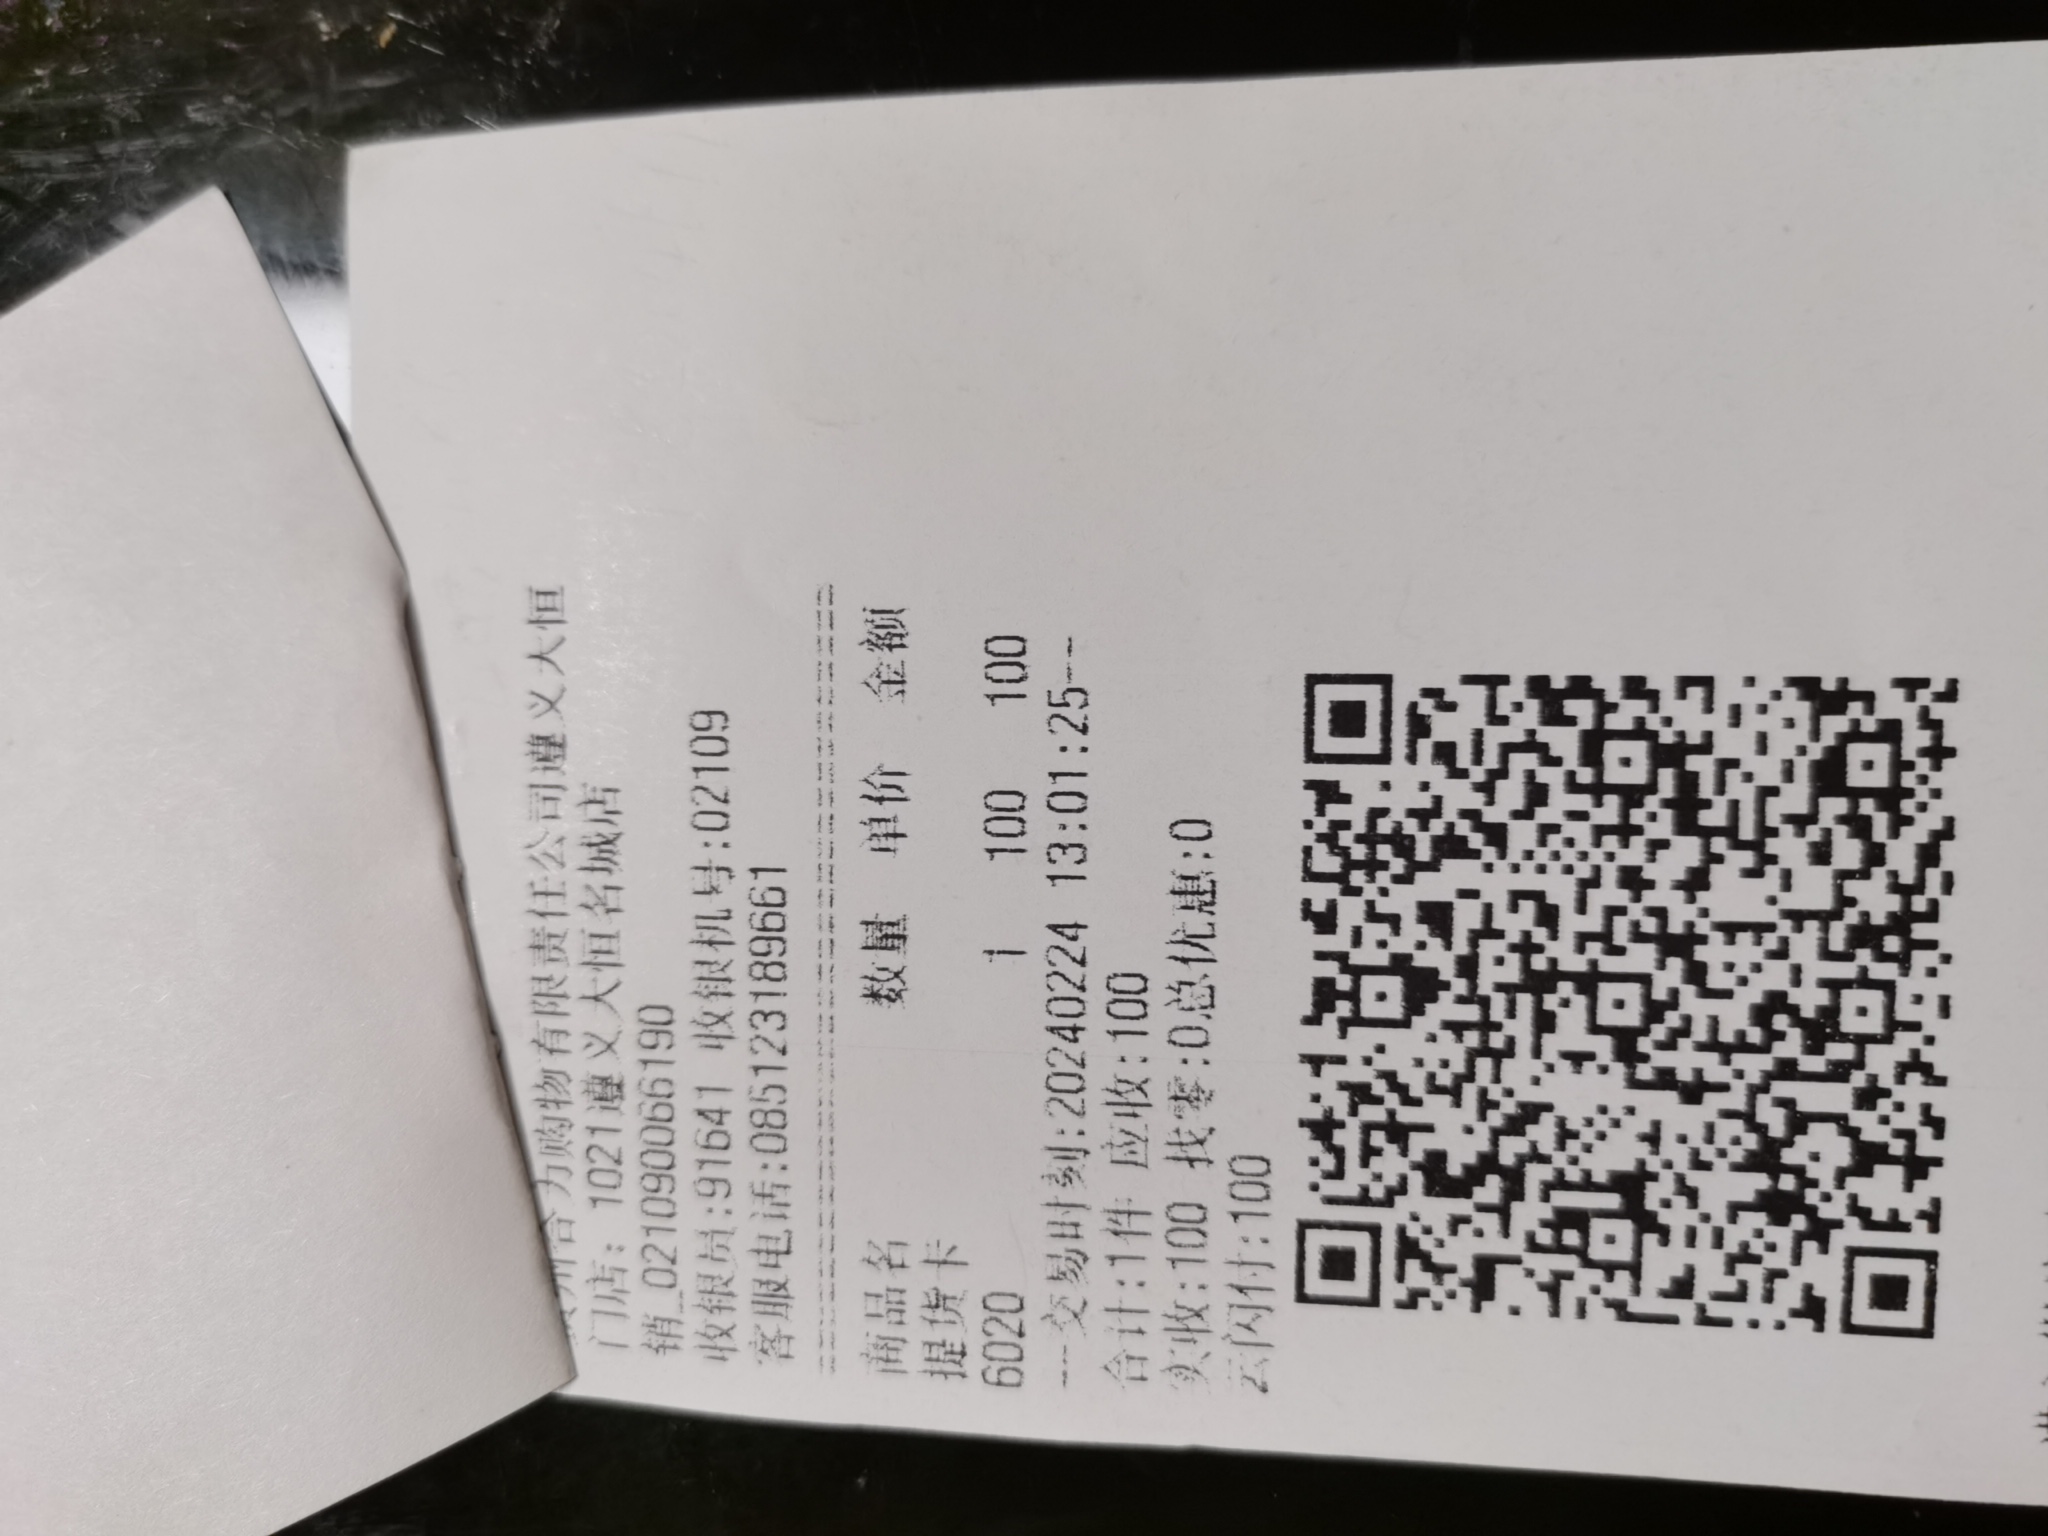 合力购物有限责任公司遵义大恒
门店: 1021遵义大恒名城店
销_021090066190
收银员:91641 收银机号:02109
客服电话:085123189661
商品名 数量 单价 金额
提货卡
6020 1 100 100
---交易时刻:20240224 13:01:25--
合计:1件 应收:100
实收:100 找零:0总优惠:0
云闪付:100